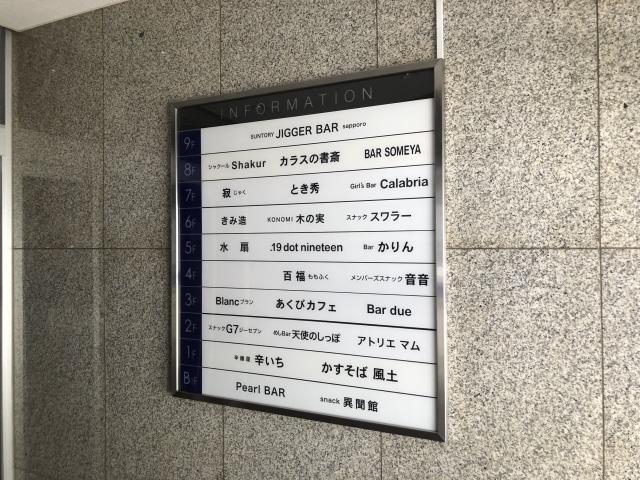 INFORMATION
9F SUNTORY JIGGER BAR sapporo
8F シャクール Shakur カラスの書斎 BAR SOMEYA
7F 寂 じゃく とき秀 Girl's Bar Calabria
6F きみ造 KONOMI 木の実 スナック スワラー
5F 水扇 .19 dot nineteen Bar かりん
4F 百福 ももふく メンバーズスナック 音音
3F Blanc ブラン あくびカフェ Bar due
2F スナック G7 ジーセブン めしBar 天使のしっぽ アトリエ マム
1F 辛いち かすそば 風土
B1F Pearl BAR snack 異聞館